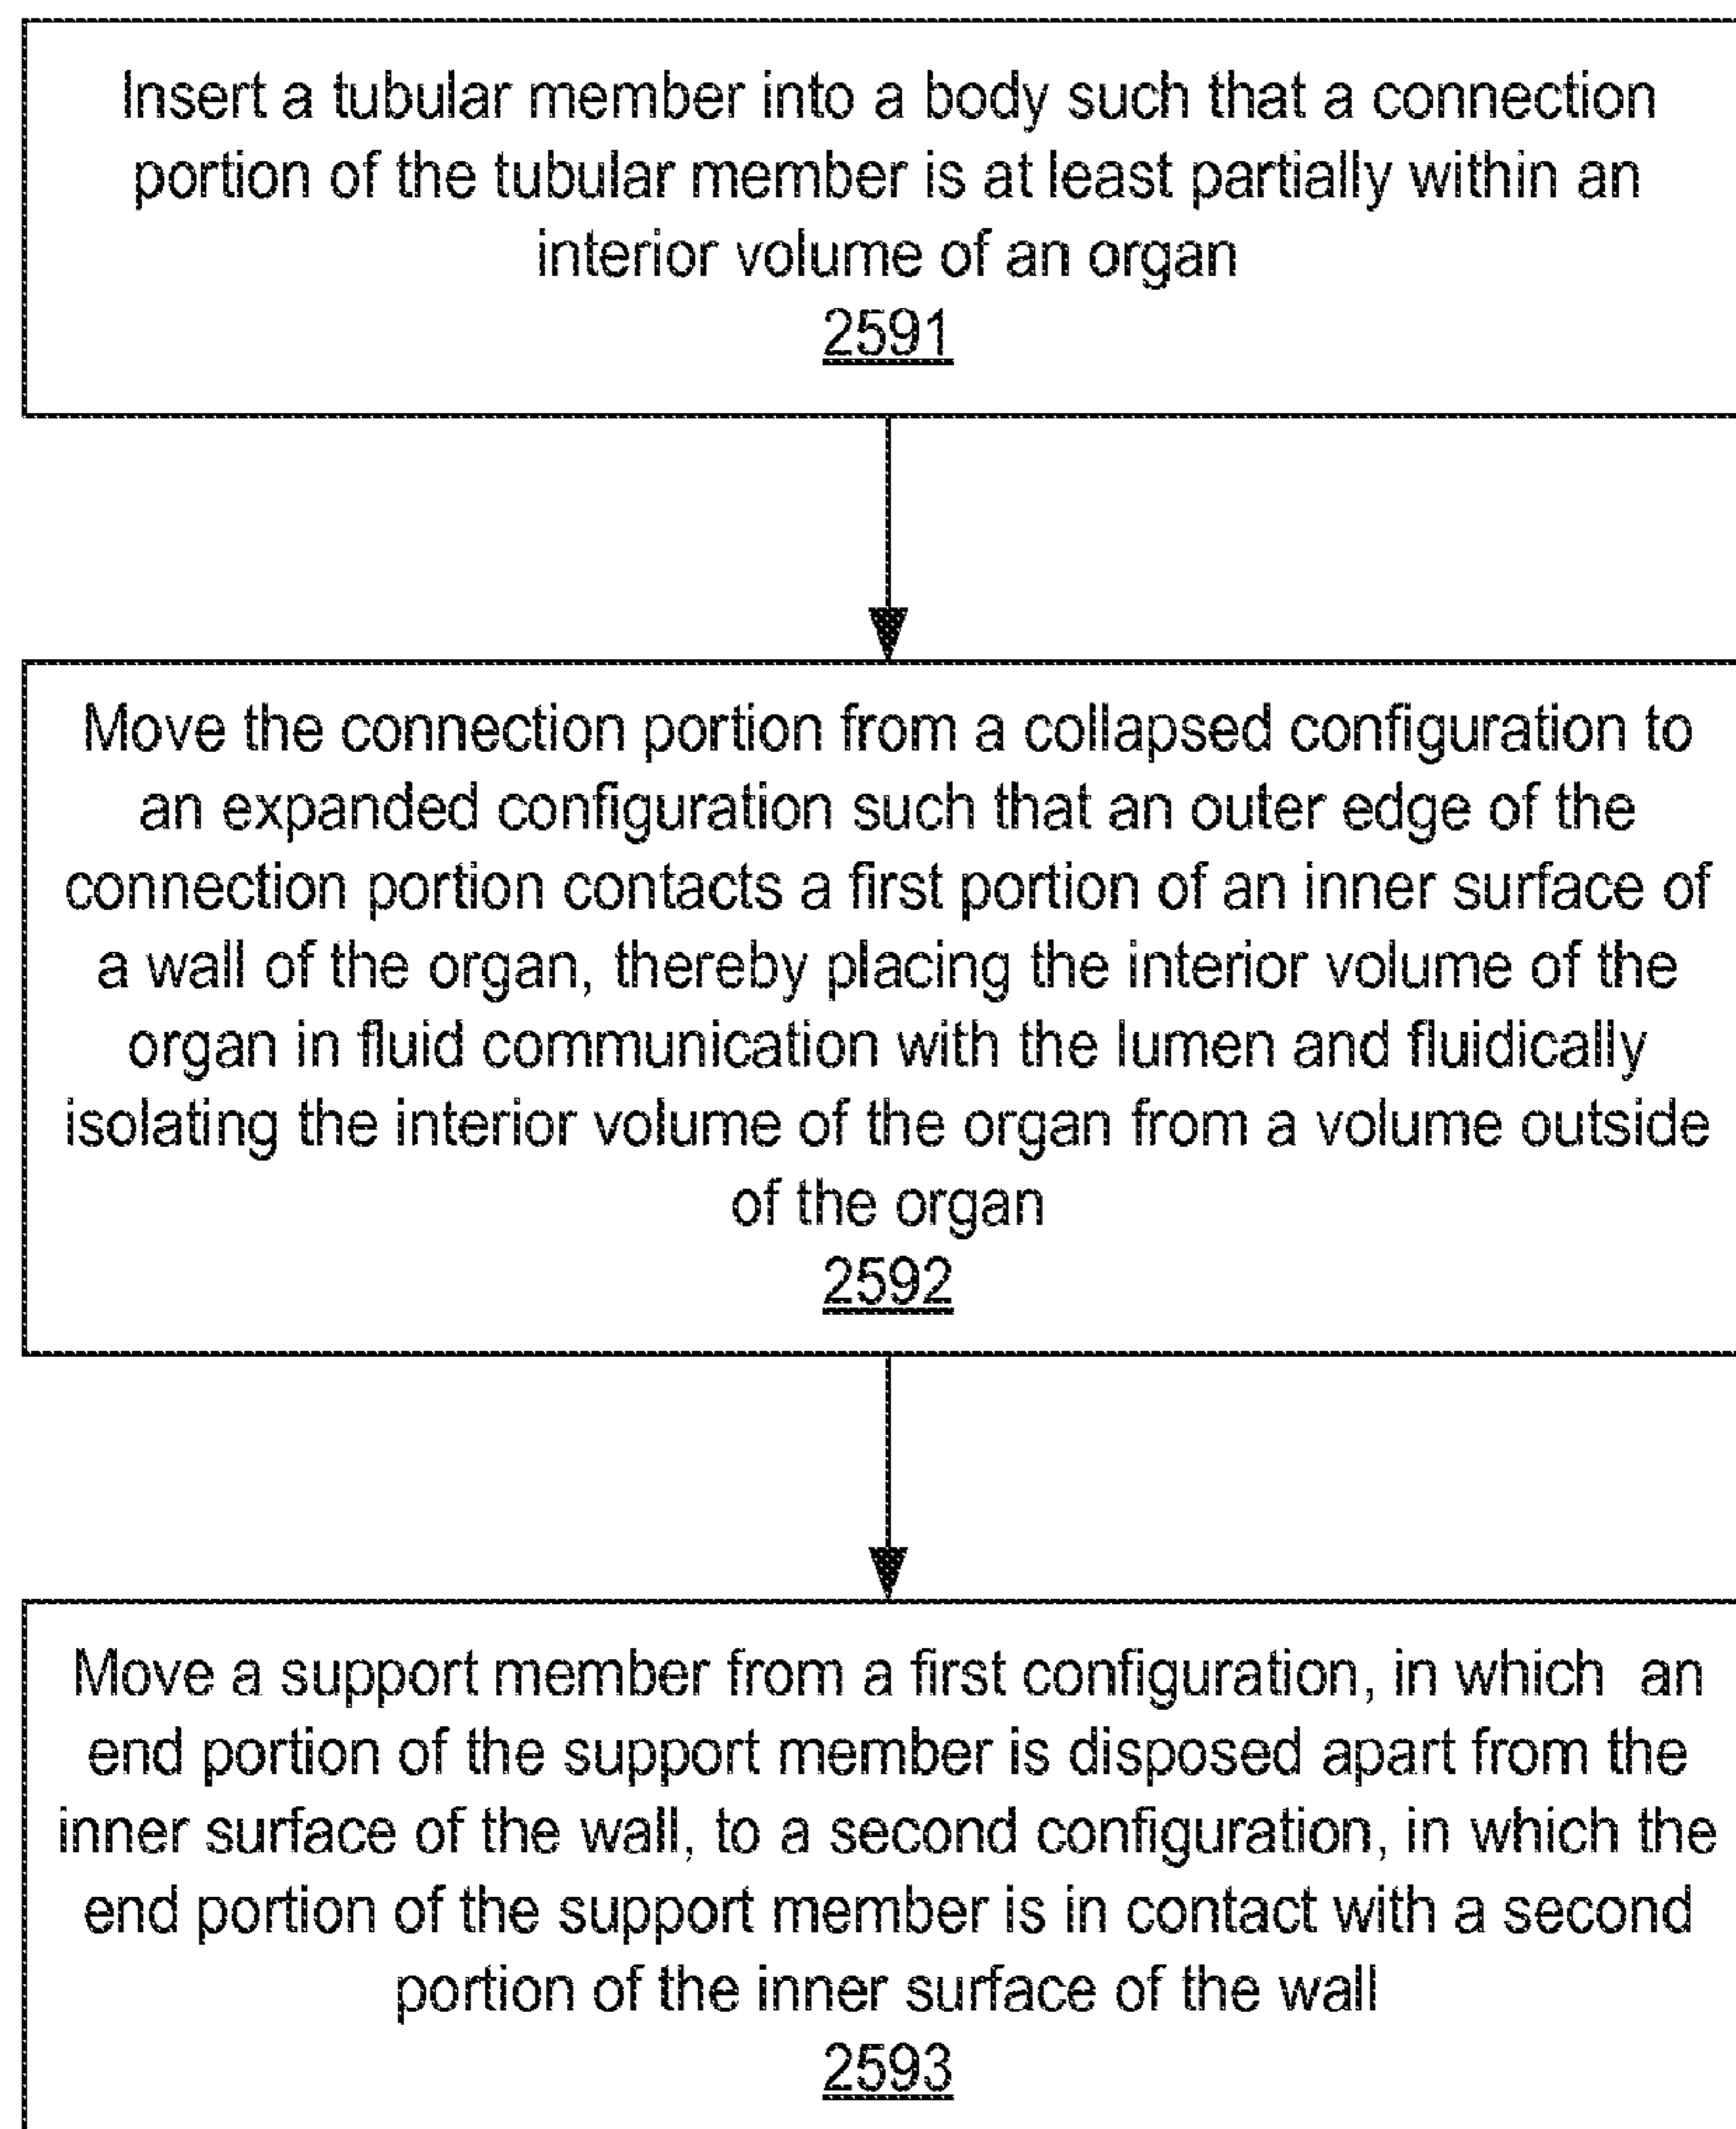 Insert a tubular member into a body such that a connection
portion of the tubular member is at least partially within an
interior volume of an organ
2591
Move the connection portion from a collapsed configuration to
an expanded configuration such that an outer edge of the
connection portion contacts a first portion of an inner surface of
a wall of the organ, thereby placing the interior volume of the
organ in fluid communication with the lumen and fluidically
isolating the interior volume of the organ from a volume outside
of the organ
2592
Move a support member from a first configuration, in which an
end portion of the support member is disposed apart from the
inner surface of the wall, to a second configuration, in which the
end portion of the support member is in contact with a second
portion of the inner surface of the wall
2593